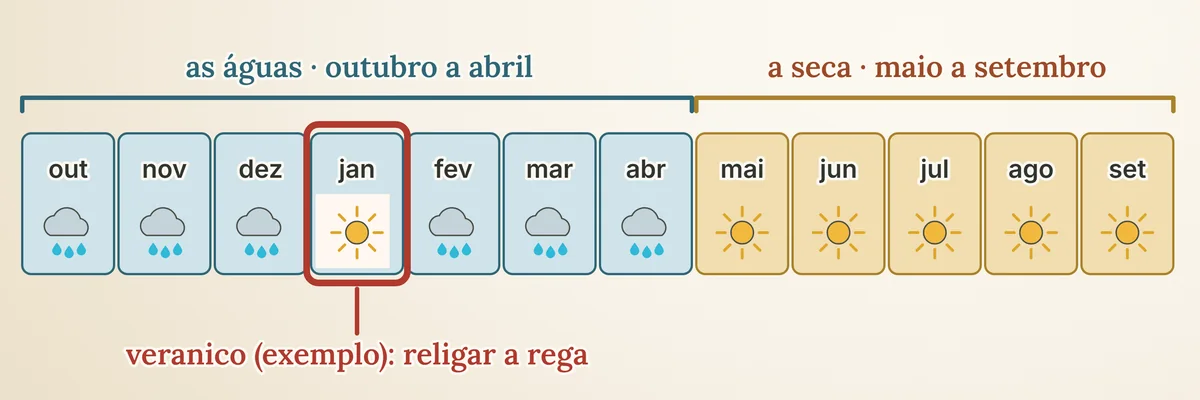 as águas · outubro a abril
a seca · maio a setembro
out nov dez jan fev mar abr mai jun jul ago set
veranico (exemplo): religar a rega